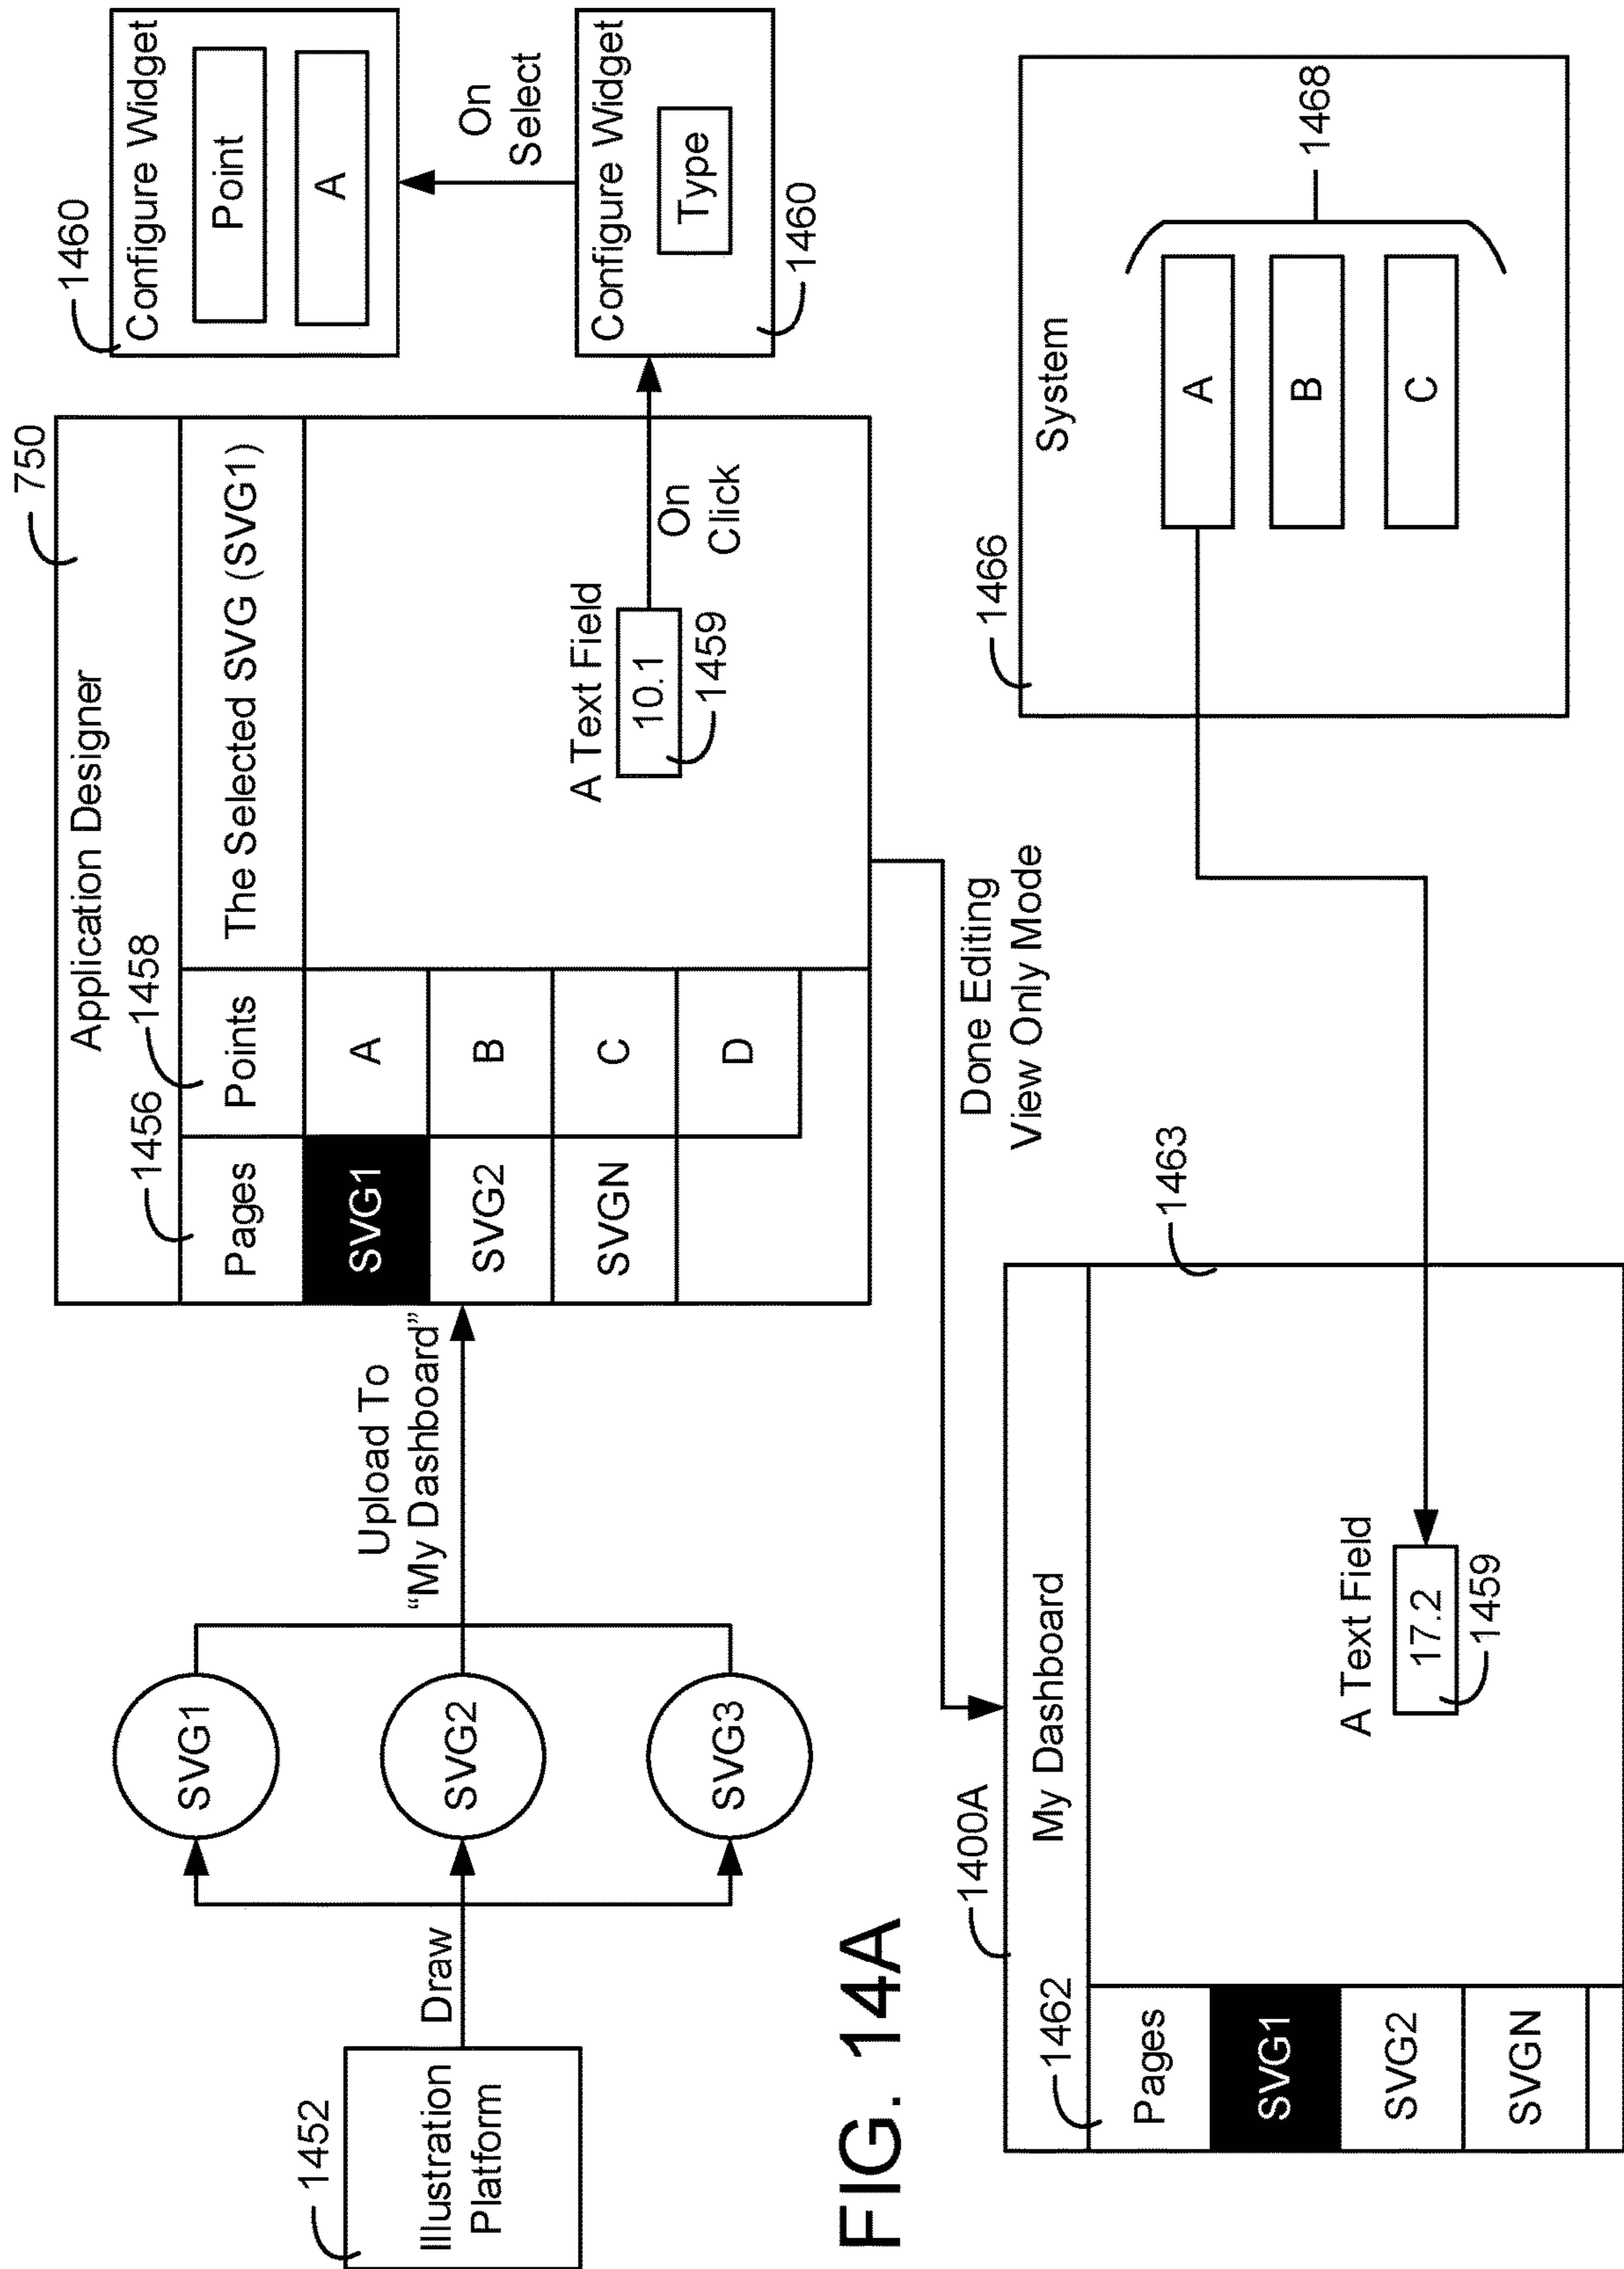 1452
Illustration
Platform
Draw
SVG1
SVG2
SVG3
Upload To
“My Dashboard”
750
Application Designer
1456
1458
Pages
Points
The Selected SVG (SVG1)
SVG1
A
SVG2
B
SVGN
C
D
A Text Field
10.1
1459
On
Click
1460
Configure Widget
Type
On
Select
1460
Configure Widget
Point
A
Done Editing
View Only Mode
FIG. 14A
1400A
My Dashboard
1462
1463
Pages
SVG1
SVG2
SVGN
A Text Field
17.2
1459
1466
System
A
B
C
1468